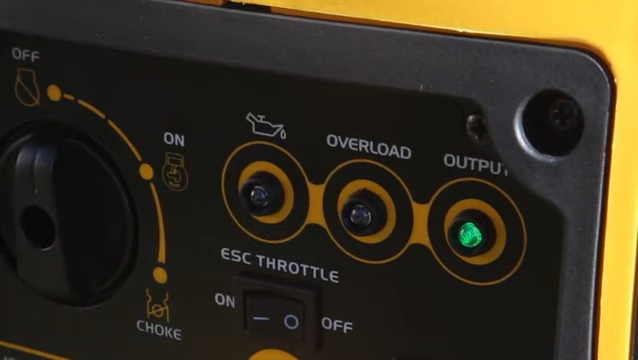 OFF
ON
OVERLOAD
OUTPUT
ESC THROTTLE
ON
OFF
CHOKE